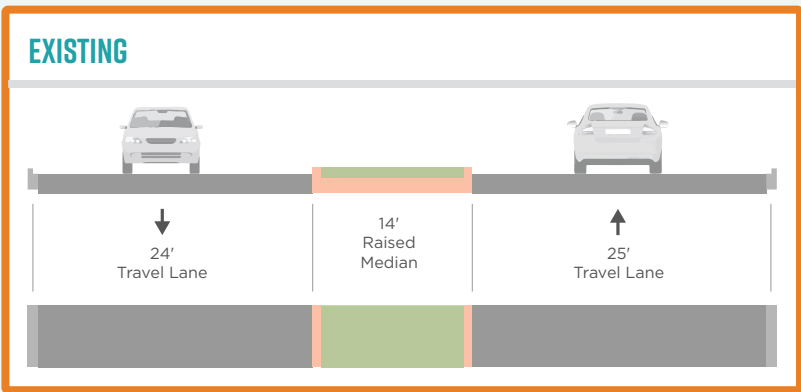 EXISTING
24'
Travel Lane
14'
Raised
Median
25'
Travel Lane